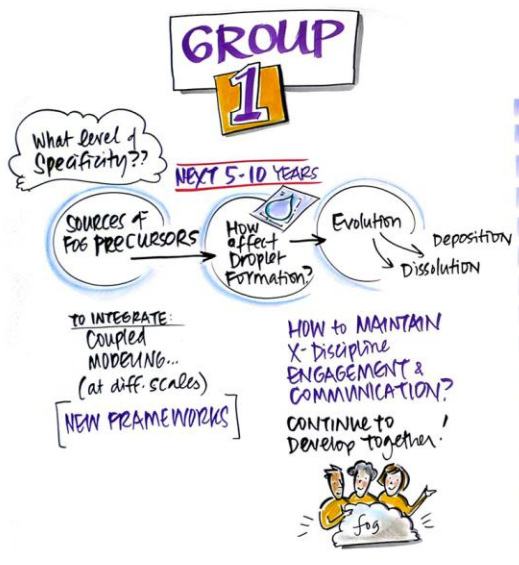 GROUP
1
What level of
Specificity??
NEXT 5-10 YEARS
SOURCES of
FOG PRECURSORS
How
affect
Droplet
Formation?
Evolution
Deposition
Dissolution
TO INTEGRATE:
Coupled
MODELING...
(at diff. scales)
[NEW FRAMEWORKS]
HOW to MAINTAIN
X-Discipline
ENGAGEMENT &
COMMUNICATION?
CONTINUE TO
Develop together!
fog